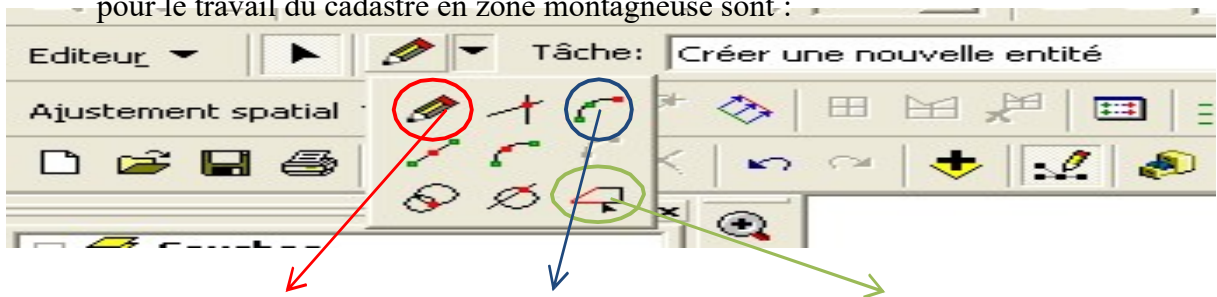 pour le travail du cadastre en zone montagneuse sont :
Editeur Tâche: Créer une nouvelle entité
Ajustement spatial